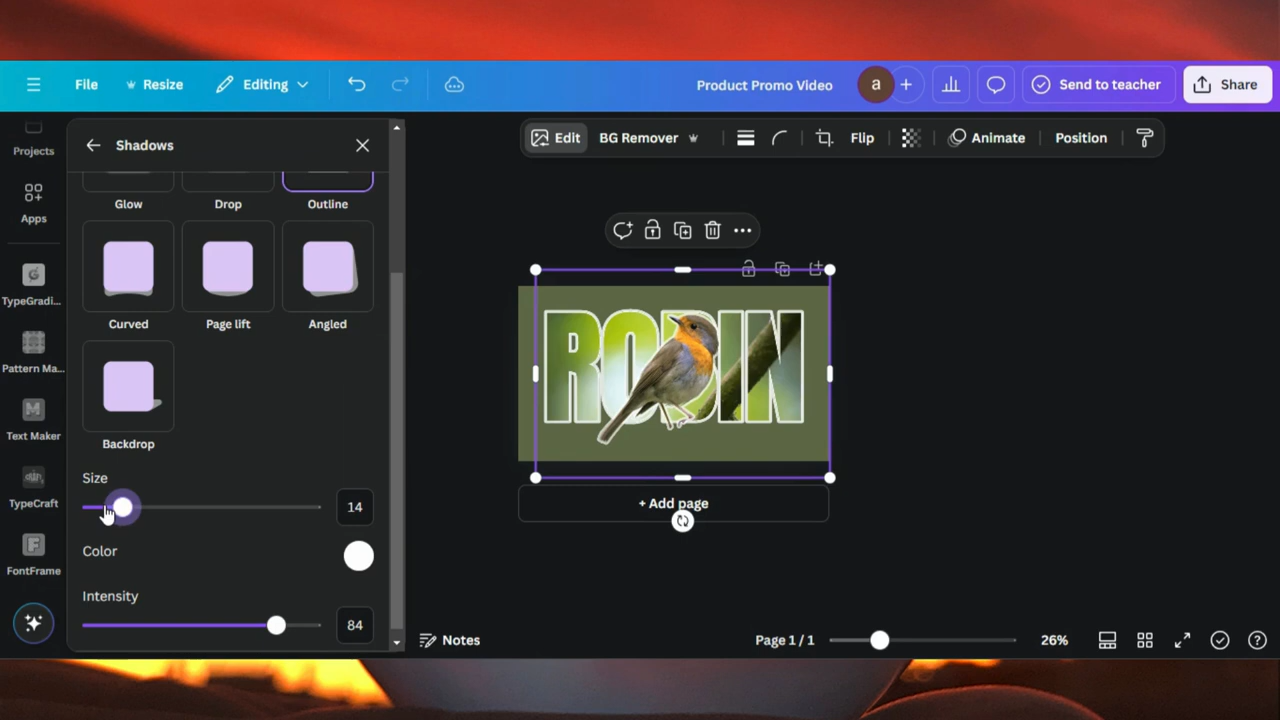 File
Resize
Editing
Product Promo Video
a
Send to teacher
Share
Projects
Apps
TypeGradi...
Pattern Ma...
Text Maker
TypeCraft
FontFrame
Shadows
Glow
Drop
Outline
Curved
Page lift
Angled
Backdrop
Size
14
Color
Intensity
84
Edit
BG Remover
Flip
Animate
Position
ROBIN
+ Add page
Notes
Page 1 / 1
26%